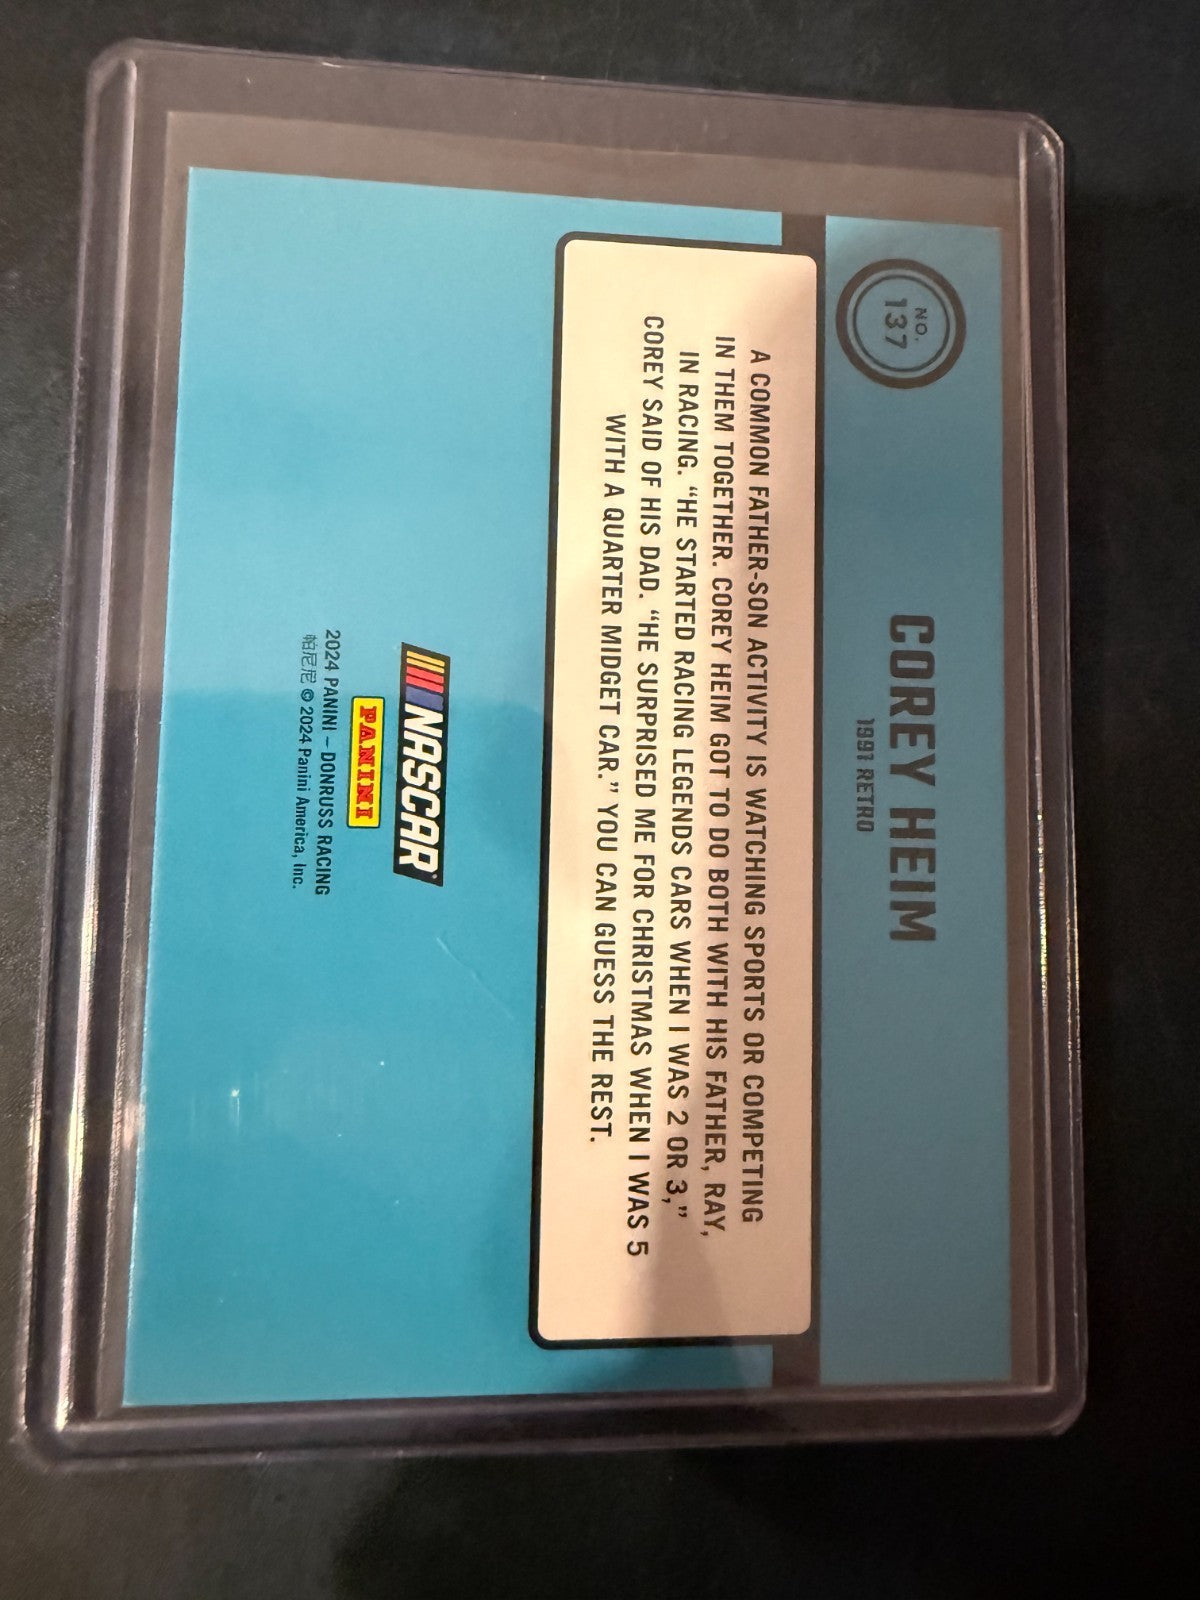 NO.
137
COREY HEIM
1991 RETRO
A COMMON FATHER-SON ACTIVITY IS WATCHING SPORTS OR COMPETING
IN THEM TOGETHER. COREY HEIM GOT TO DO BOTH WITH HIS FATHER, RAY,
IN RACING. “HE STARTED RACING LEGENDS CARS WHEN I WAS 2 OR 3,”
COREY SAID OF HIS DAD. “HE SURPRISED ME FOR CHRISTMAS WHEN I WAS 5
WITH A QUARTER MIDGET CAR.” YOU CAN GUESS THE REST.
NASCAR
PANINI
2024 PANINI – DONRUSS RACING
帕尼尼 © 2024 Panini America, Inc.